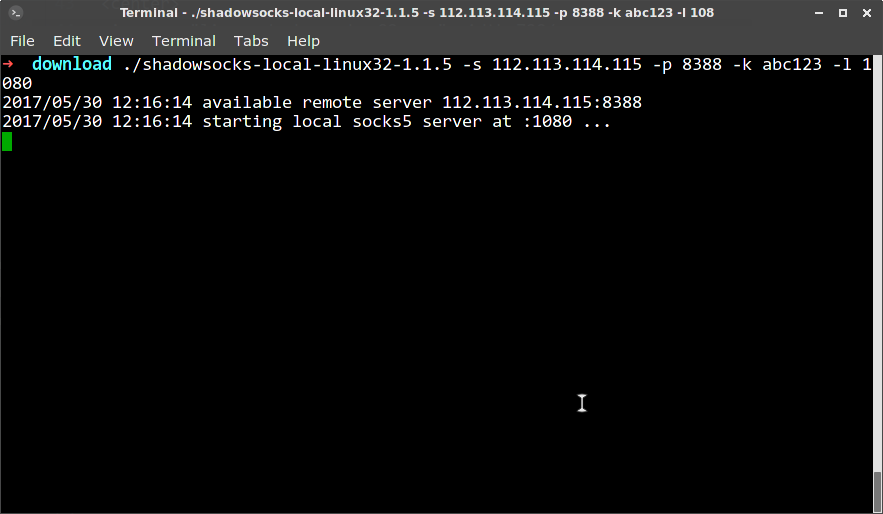 Terminal - ./shadowsocks-local-linux32-1.1.5 -s 112.113.114.115 -p 8388 -k abc123 -l 108
File Edit View Terminal Tabs Help
→ download ./shadowsocks-local-linux32-1.1.5 -s 112.113.114.115 -p 8388 -k abc123 -l 1
080
2017/05/30 12:16:14 available remote server 112.113.114.115:8388
2017/05/30 12:16:14 starting local socks5 server at :1080 ...